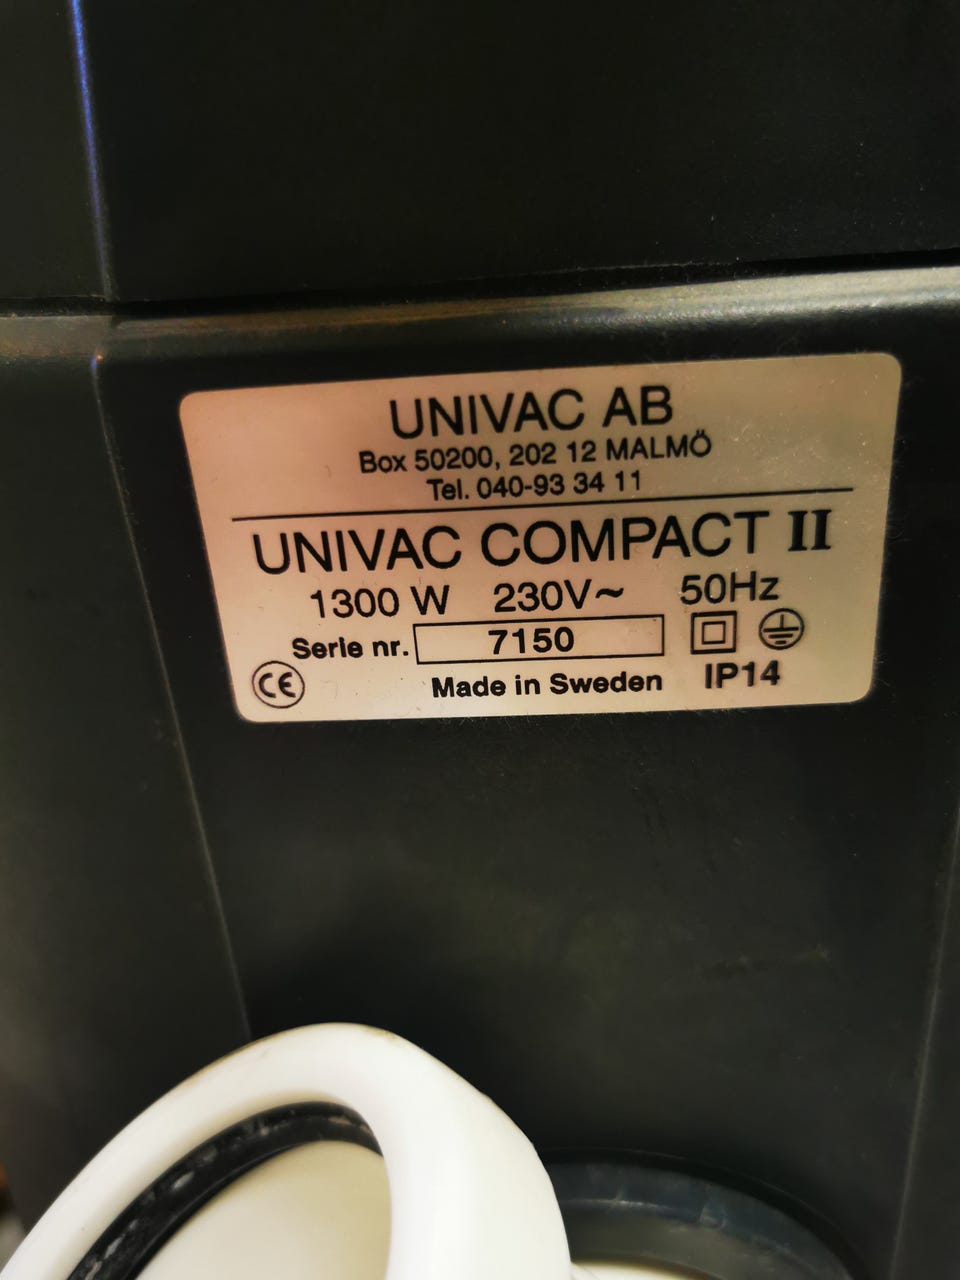 UNIVAC AB
Box 50200, 202 12 MALMÖ
Tel. 040-93 34 11
UNIVAC COMPACT II
1300 W 230V~ 50Hz
Serie nr. 7150
CE Made in Sweden IP14